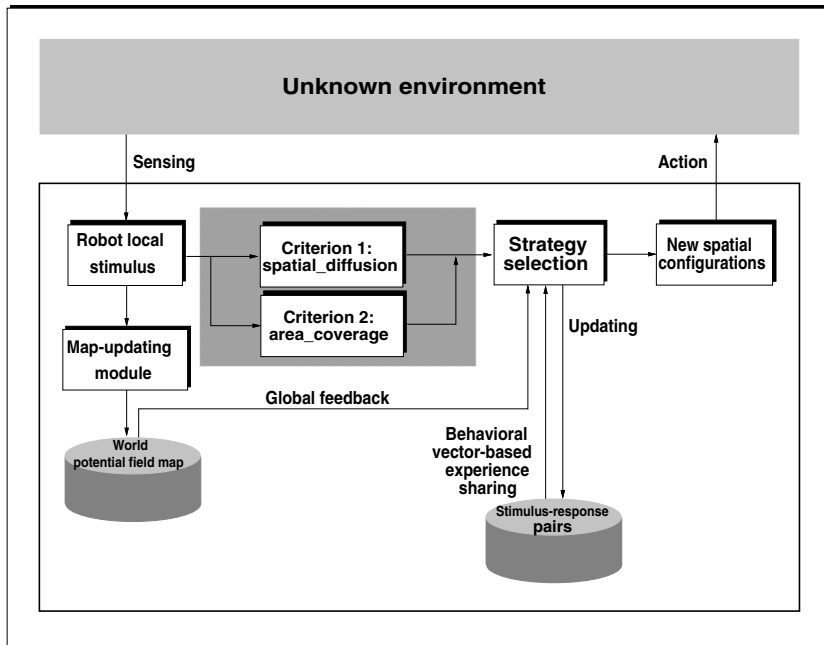 Unknown environment
Sensing
Action
Robot local
stimulus
Criterion 1:
spatial_diffusion
Strategy
selection
New spatial
configurations
Criterion 2:
area_coverage
Map-updating
module
Updating
Global feedback
World
potential field map
Behavioral
vector-based
experience
sharing
Stimulus-response
pairs